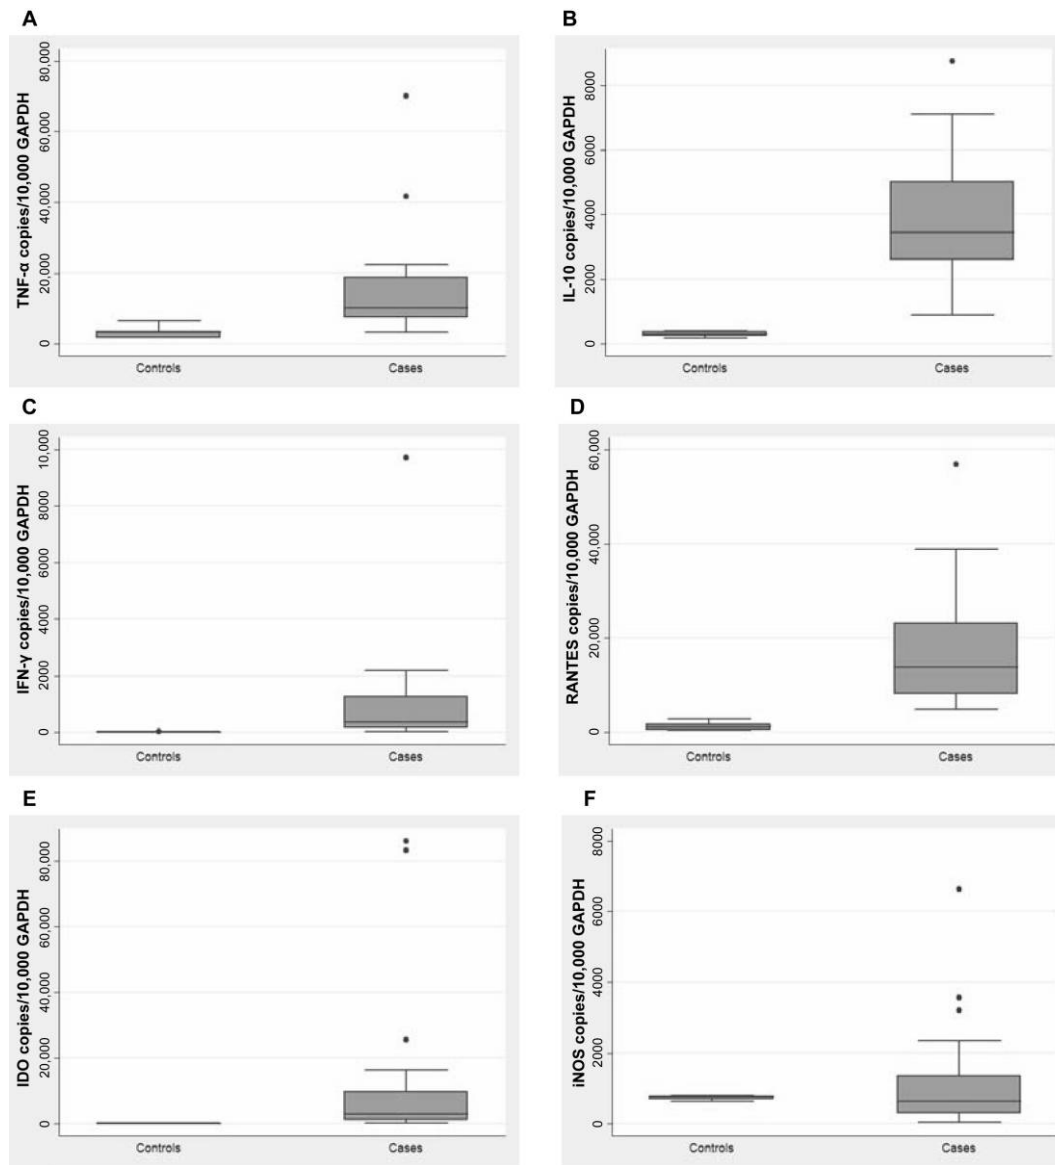 A
TNF-α copies/10,000 GAPDH
80,000
60,000
40,000
20,000
0
Controls
Cases
B
IL-10 copies/10,000 GAPDH
8000
6000
4000
2000
0
Controls
Cases
C
IFN-γ copies/10,000 GAPDH
10,000
8000
6000
4000
2000
0
Controls
Cases
D
RANTES copies/10,000 GAPDH
60,000
40,000
20,000
0
Controls
Cases
E
IDO copies/10,000 GAPDH
80,000
60,000
40,000
20,000
0
Controls
Cases
F
iNOS copies/10,000 GAPDH
8000
6000
4000
2000
0
Controls
Cases